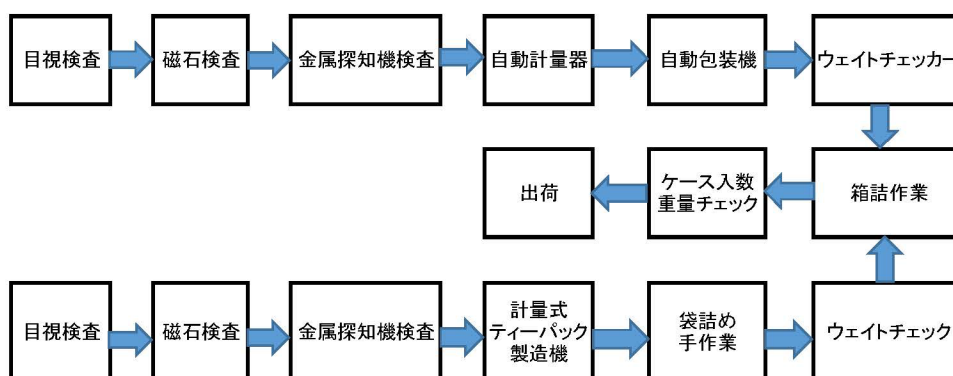 目視検査
磁石検査
金属探知機検査
自動計量器
自動包装機
ウェイトチェッカー
出荷
ケース入数
重量チェック
箱詰作業
目視検査
磁石検査
金属探知機検査
計量式
ティーパック
製造機
袋詰め
手作業
ウェイトチェック